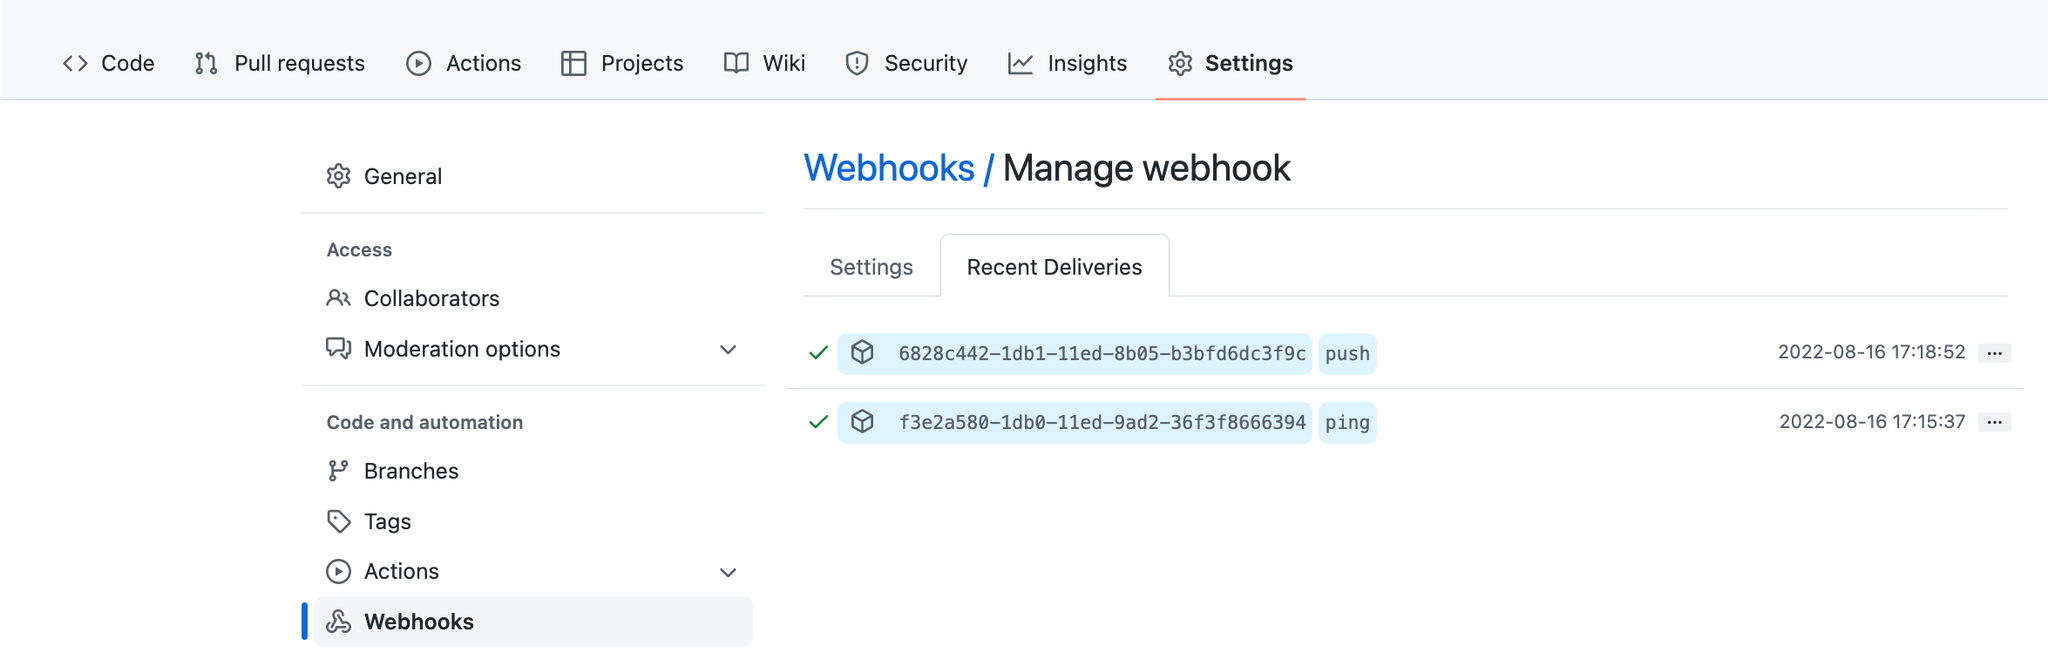 Code Pull requests Actions Projects Wiki Security Insights Settings
General
Access
Collaborators
Moderation options
Code and automation
Branches
Tags
Actions
Webhooks
Webhooks / Manage webhook
Settings Recent Deliveries
6828c442-1db1-11ed-8b05-b3bfd6dc3f9c push 2022-08-16 17:18:52 ...
f3e2a580-1db0-11ed-9ad2-36f3f8666394 ping 2022-08-16 17:15:37 ...